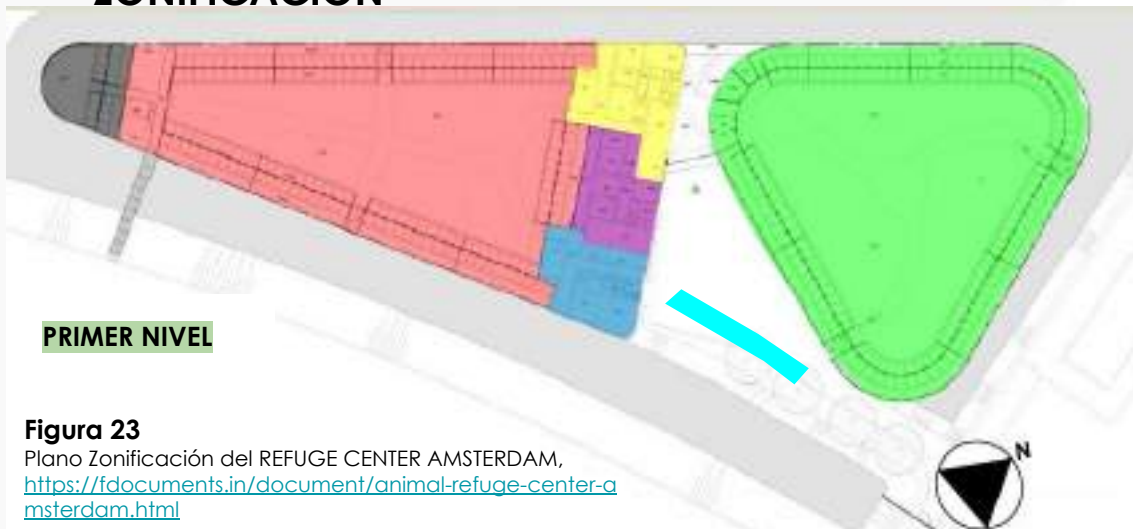 ZONIFICACIÓN
PRIMER NIVEL
Figura 23
Plano Zonificación del REFUGE CENTER AMSTERDAM,
https://fdocuments.in/document/animal-refuge-center-a
msterdam.html
N